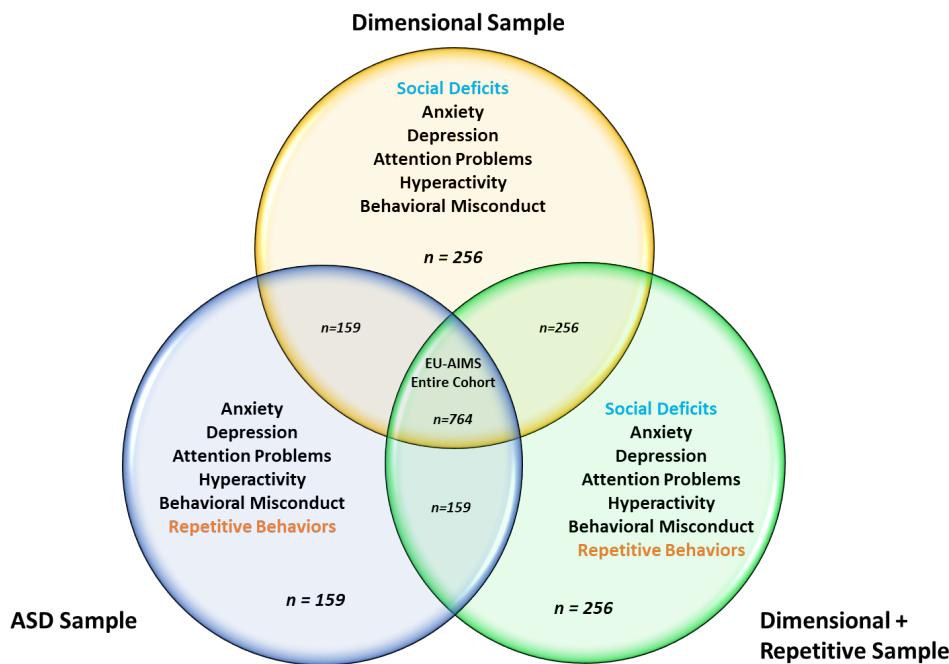 Dimensional Sample
Social Deficits
Anxiety
Depression
Attention Problems
Hyperactivity
Behavioral Misconduct
n = 256
n=159
n=256
EU-AIMS
Entire Cohort
n=764
Anxiety
Depression
Attention Problems
Hyperactivity
Behavioral Misconduct
Repetitive Behaviors
n = 159
ASD Sample
n=159
Social Deficits
Anxiety
Depression
Attention Problems
Hyperactivity
Behavioral Misconduct
Repetitive Behaviors
n = 256
Dimensional +
Repetitive Sample